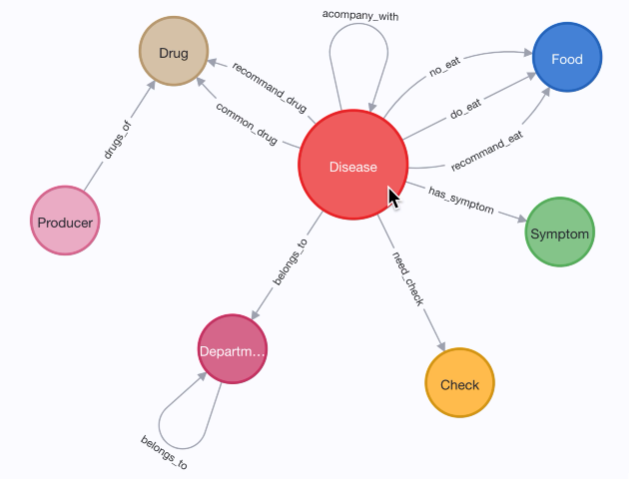 acompany_with
Drug
Food
recommand_drug
no_eat
common_drug
do_eat
drugs_of
recommand_eat
Disease
has_symptom
Producer
Symptom
belongs_to
need_check
Departm...
Check
belongs_to